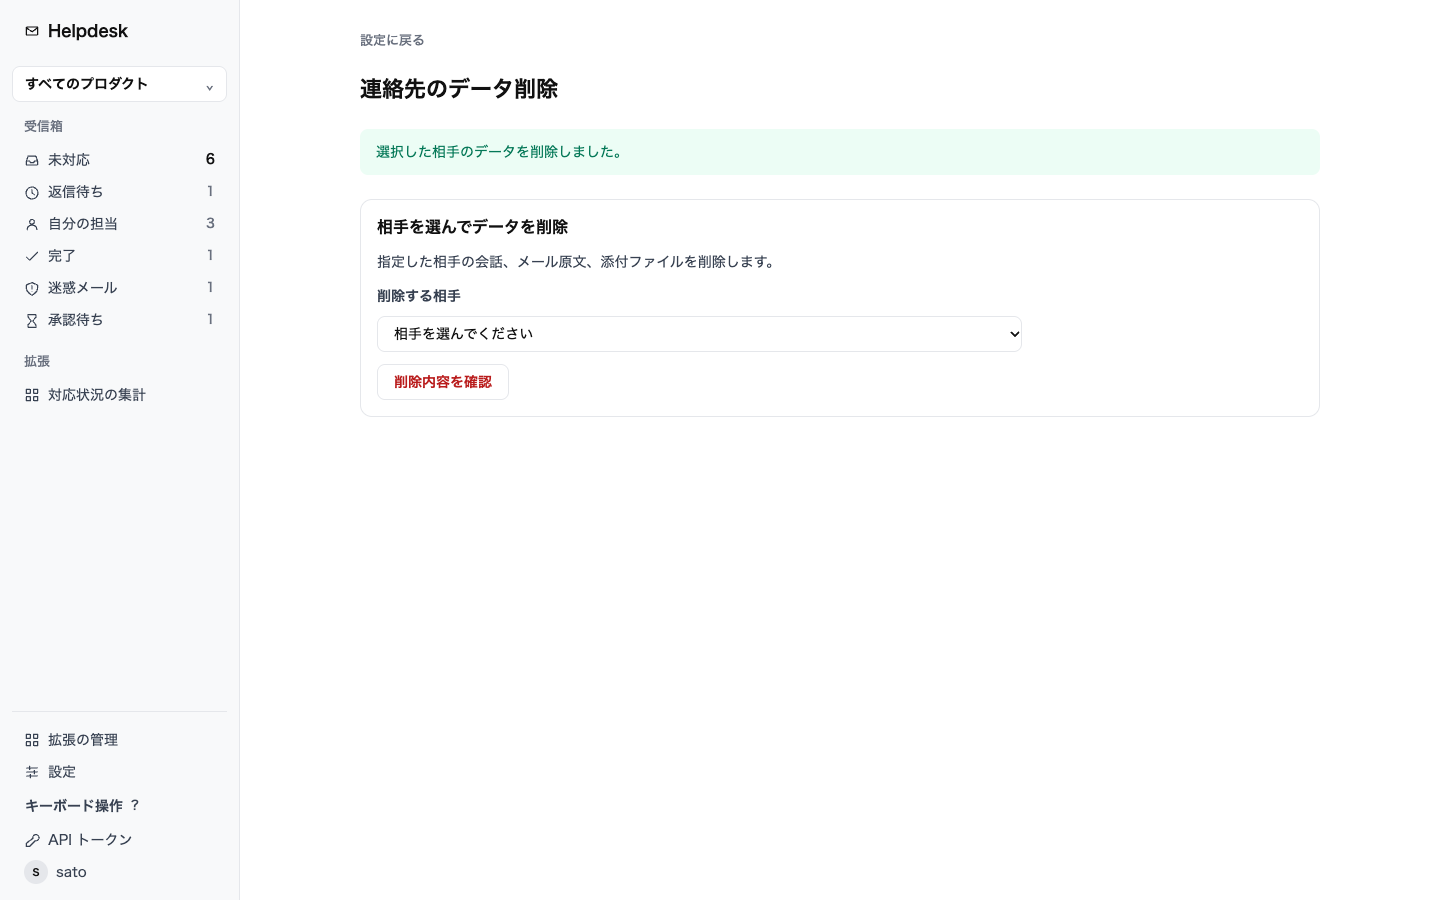 Helpdesk
すべてのプロダクト
受信箱
未対応 6
返信待ち 1
自分の担当 3
完了 1
迷惑メール 1
承認待ち 1
拡張
対応状況の集計
拡張の管理
設定
キーボード操作 ?
API トークン
S sato
設定に戻る
連絡先のデータ削除
選択した相手のデータを削除しました。
相手を選んでデータを削除
指定した相手の会話、メール原文、添付ファイルを削除します。
削除する相手
相手を選んでください
削除内容を確認